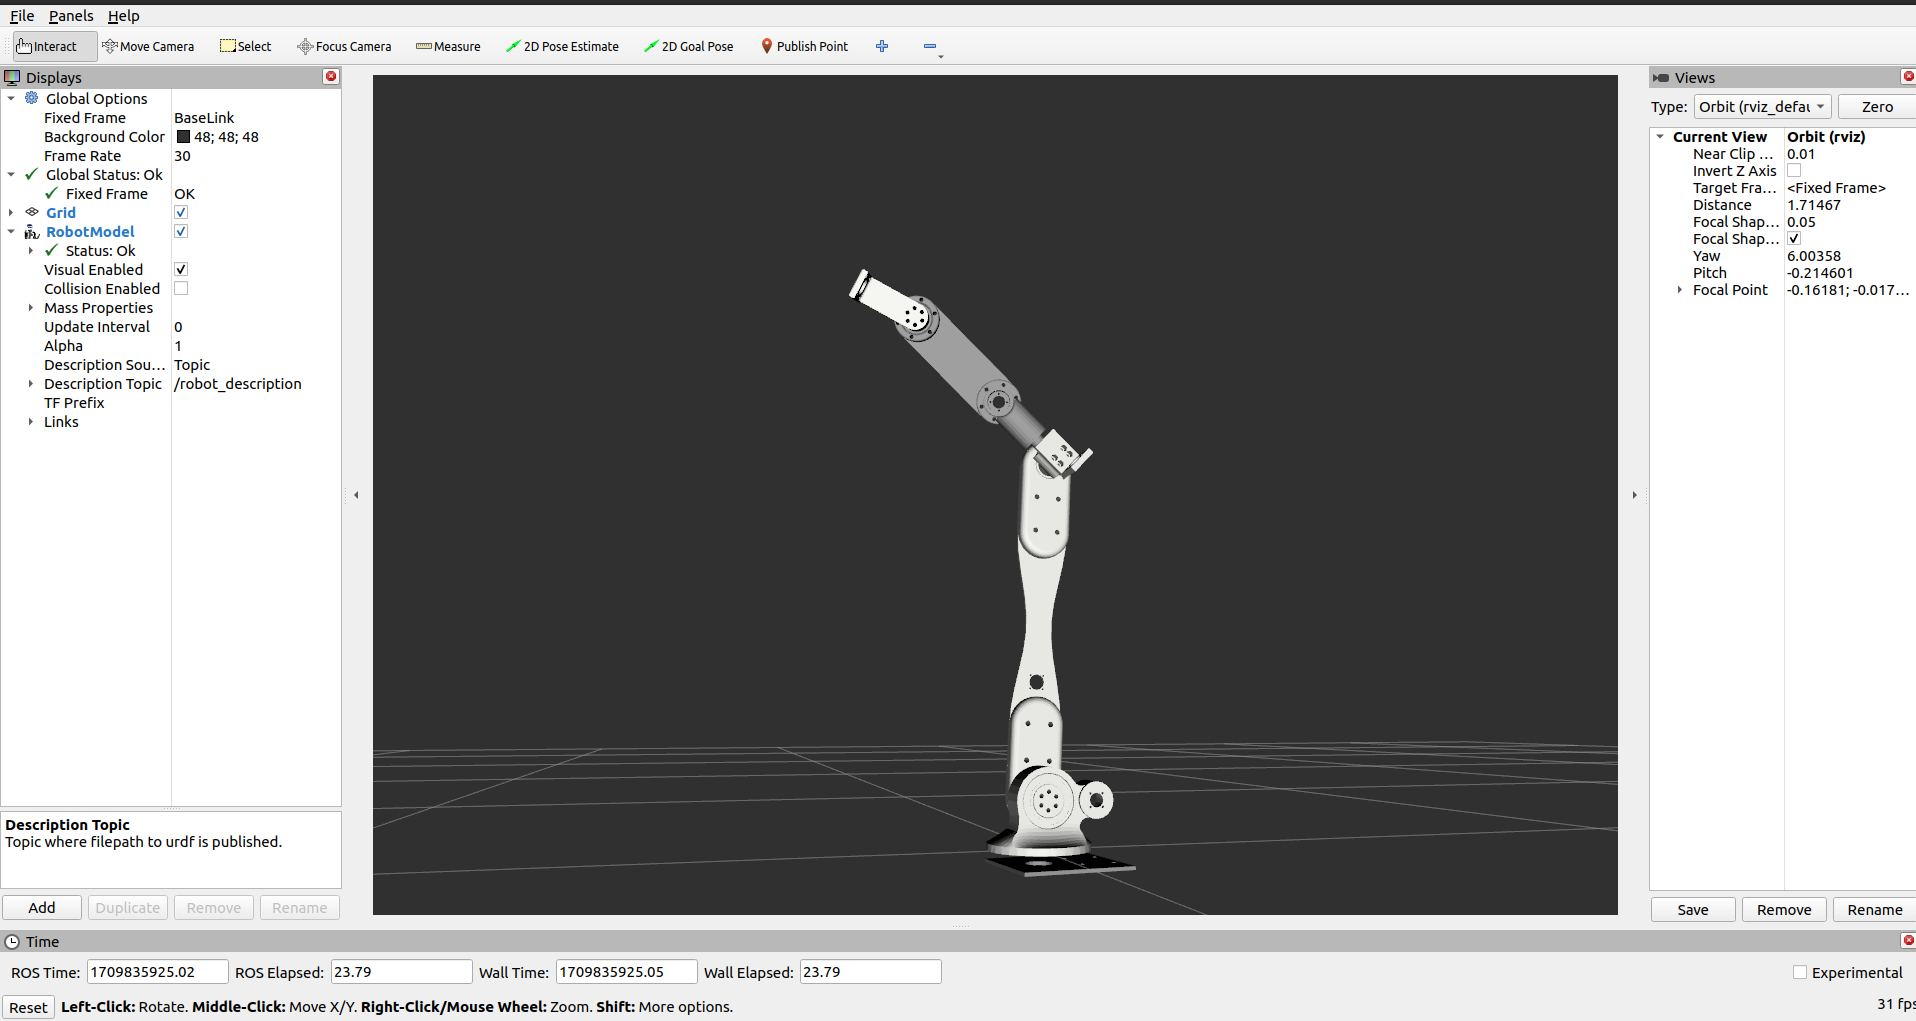 File Panels Help
Interact Move Camera Select Focus Camera Measure 2D Pose Estimate 2D Goal Pose Publish Point
Displays
Global Options
Fixed Frame BaseLink
Background Color 48; 48; 48
Frame Rate 30
Global Status: Ok
Fixed Frame OK
Grid
RobotModel
Status: Ok
Visual Enabled
Collision Enabled
Mass Properties
Update Interval 0
Alpha 1
Description Sou... Topic
Description Topic /robot_description
TF Prefix
Links
Description Topic
Topic where filepath to urdf is published.
Add Duplicate Remove Rename
Views
Type: Orbit (rviz_defau Zero
Current View Orbit (rviz)
Near Clip ... 0.01
Invert Z Axis
Target Fra... <Fixed Frame>
Distance 1.71467
Focal Shap... 0.05
Focal Shap...
Yaw 6.00358
Pitch -0.214601
Focal Point -0.16181; -0.017...
Save Remove Rename
Time
ROS Time: 1709835925.02 ROS Elapsed: 23.79 Wall Time: 1709835925.05 Wall Elapsed: 23.79 Experimental
Reset Left-Click: Rotate. Middle-Click: Move X/Y. Right-Click/Mouse Wheel: Zoom. Shift: More options. 31 fps